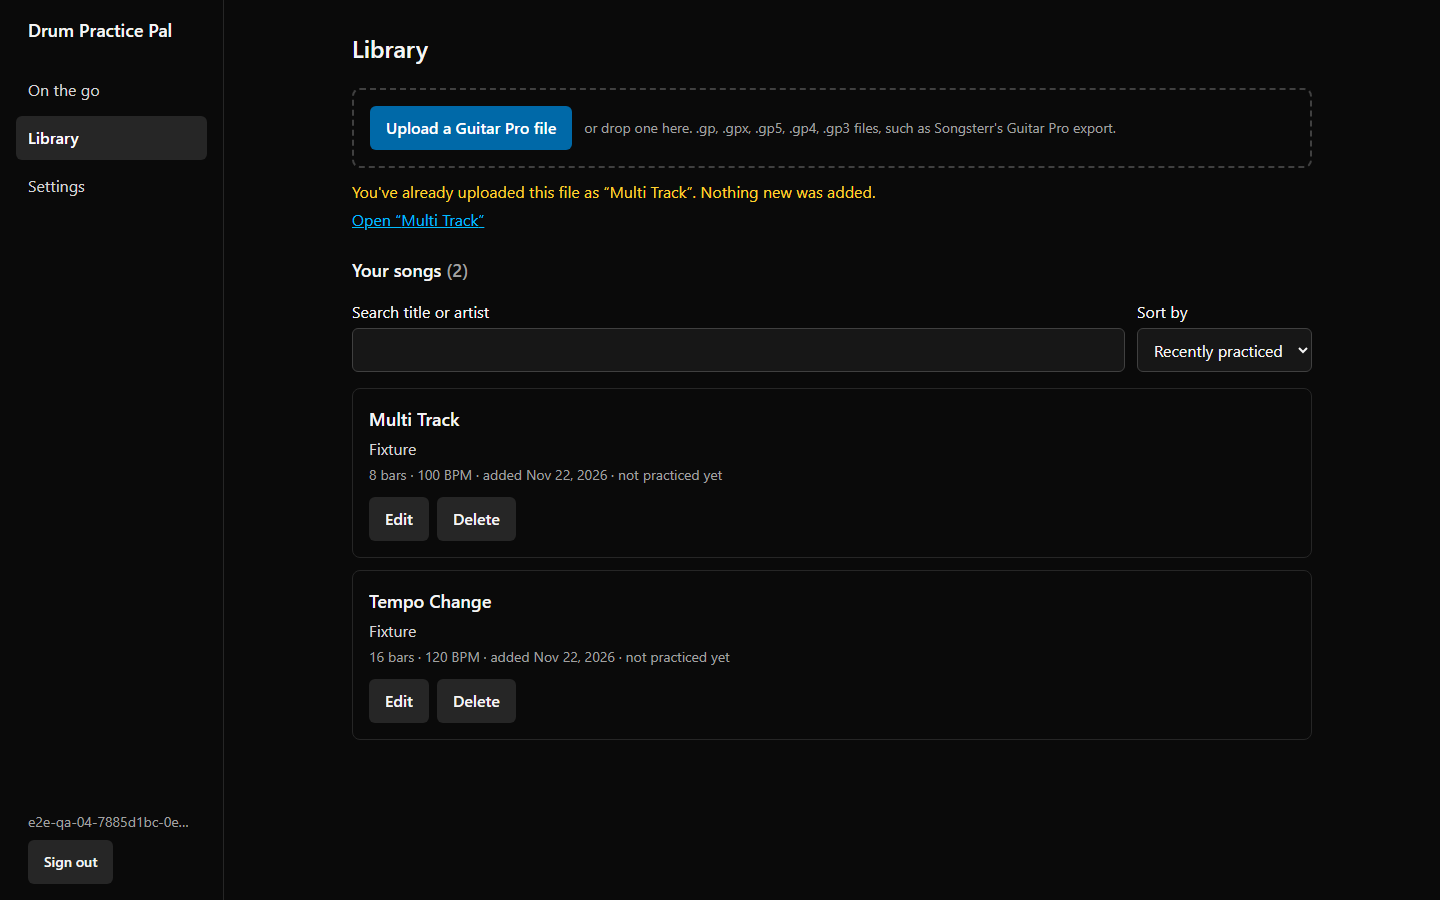 Drum Practice Pal
On the go
Library
Settings
e2e-qa-04-7885d1bc-0e...
Sign out
Library
Upload a Guitar Pro file
or drop one here. .gp, .gpx, .gp5, .gp4, .gp3 files, such as Songsterr's Guitar Pro export.
You've already uploaded this file as “Multi Track”. Nothing new was added.
Open “Multi Track”
Your songs (2)
Search title or artist
Sort by
Recently practiced
Multi Track
Fixture
8 bars · 100 BPM · added Nov 22, 2026 · not practiced yet
Edit
Delete
Tempo Change
Fixture
16 bars · 120 BPM · added Nov 22, 2026 · not practiced yet
Edit
Delete